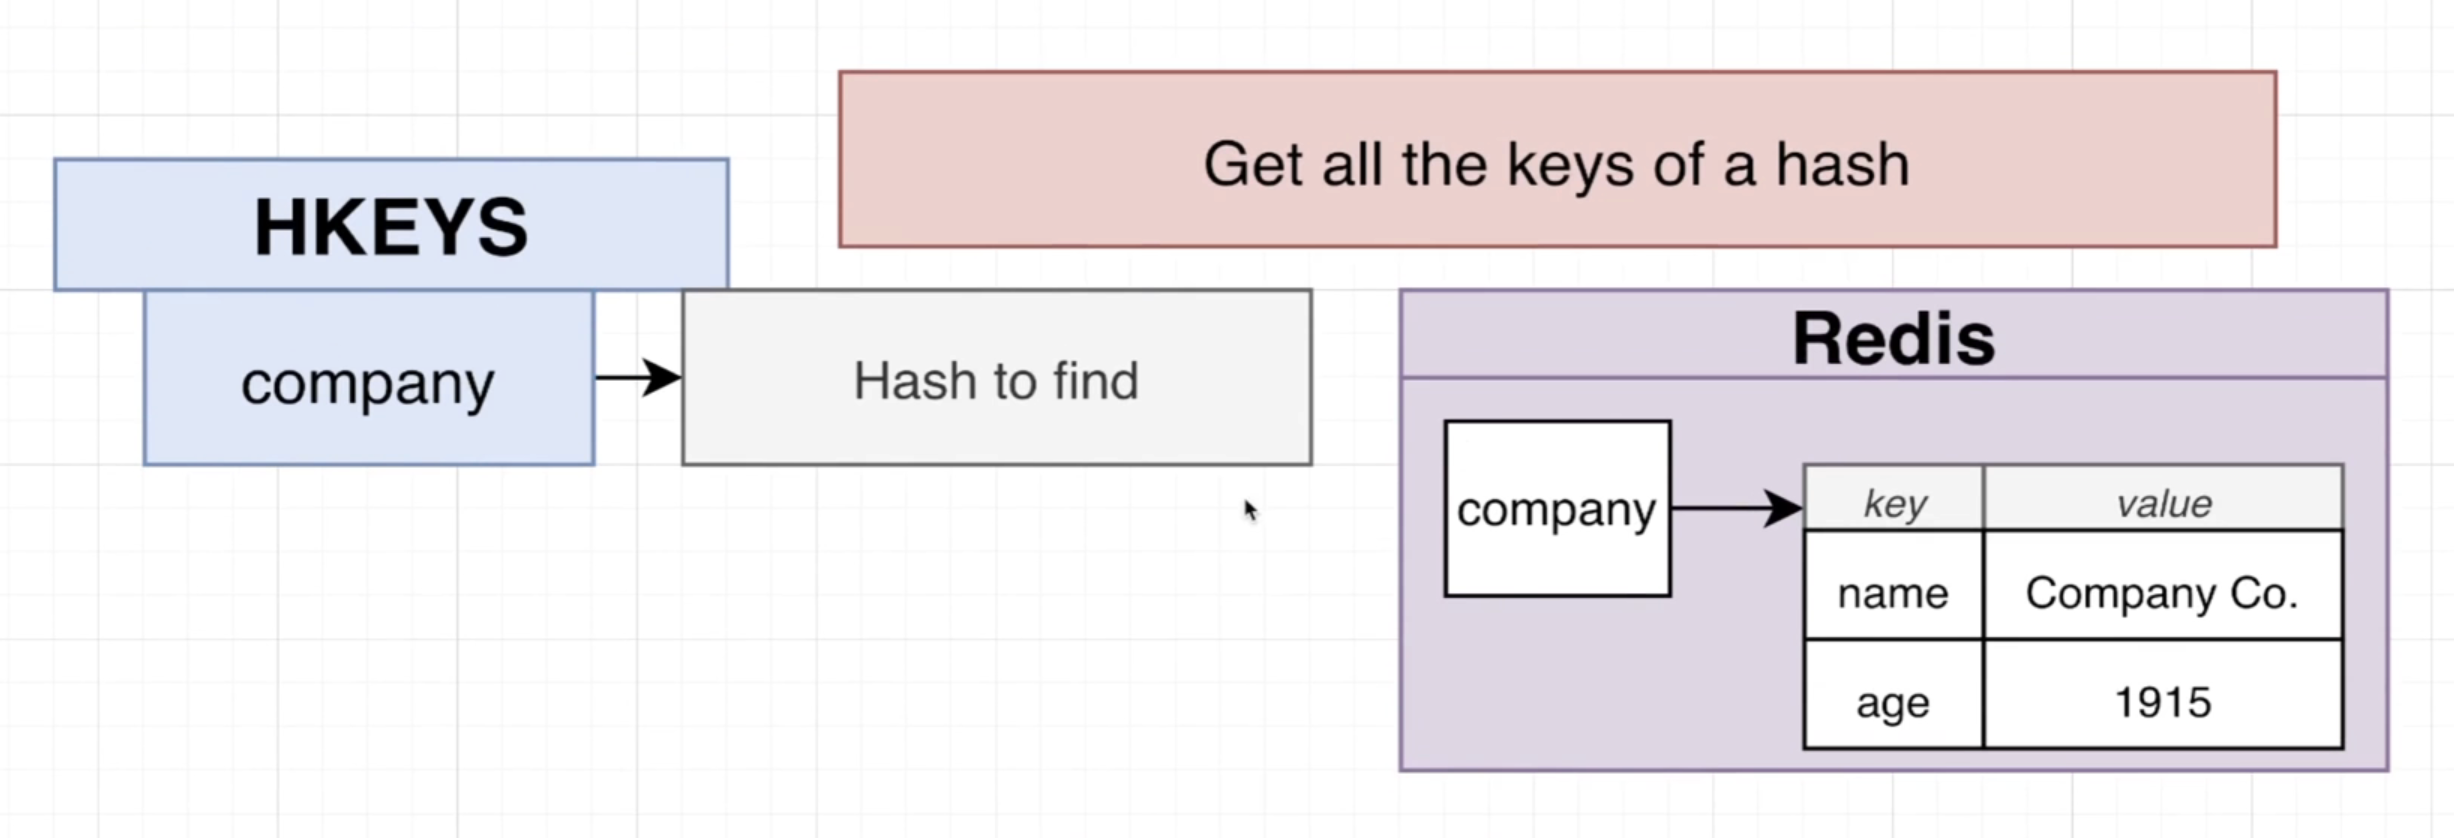 Get all the keys of a hash
HKEYS
company
Hash to find
Redis
company
key value
name Company Co.
age 1915